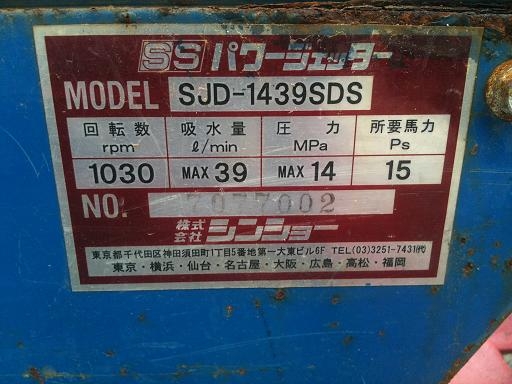 SS パワージェッター
MODEL SJD-1439SDS
回転数 吸水量 圧力 所要馬力
rpm ℓ/min MPa Ps
1030 MAX 39 MAX 14 15
NO. 7077002
株式会社 シンショー
東京都千代田区神田須田町1丁目5番地第一大東ビル6F TEL(03)3251-7431(代)
東京・横浜・仙台・名古屋・大阪・広島・高松・福岡